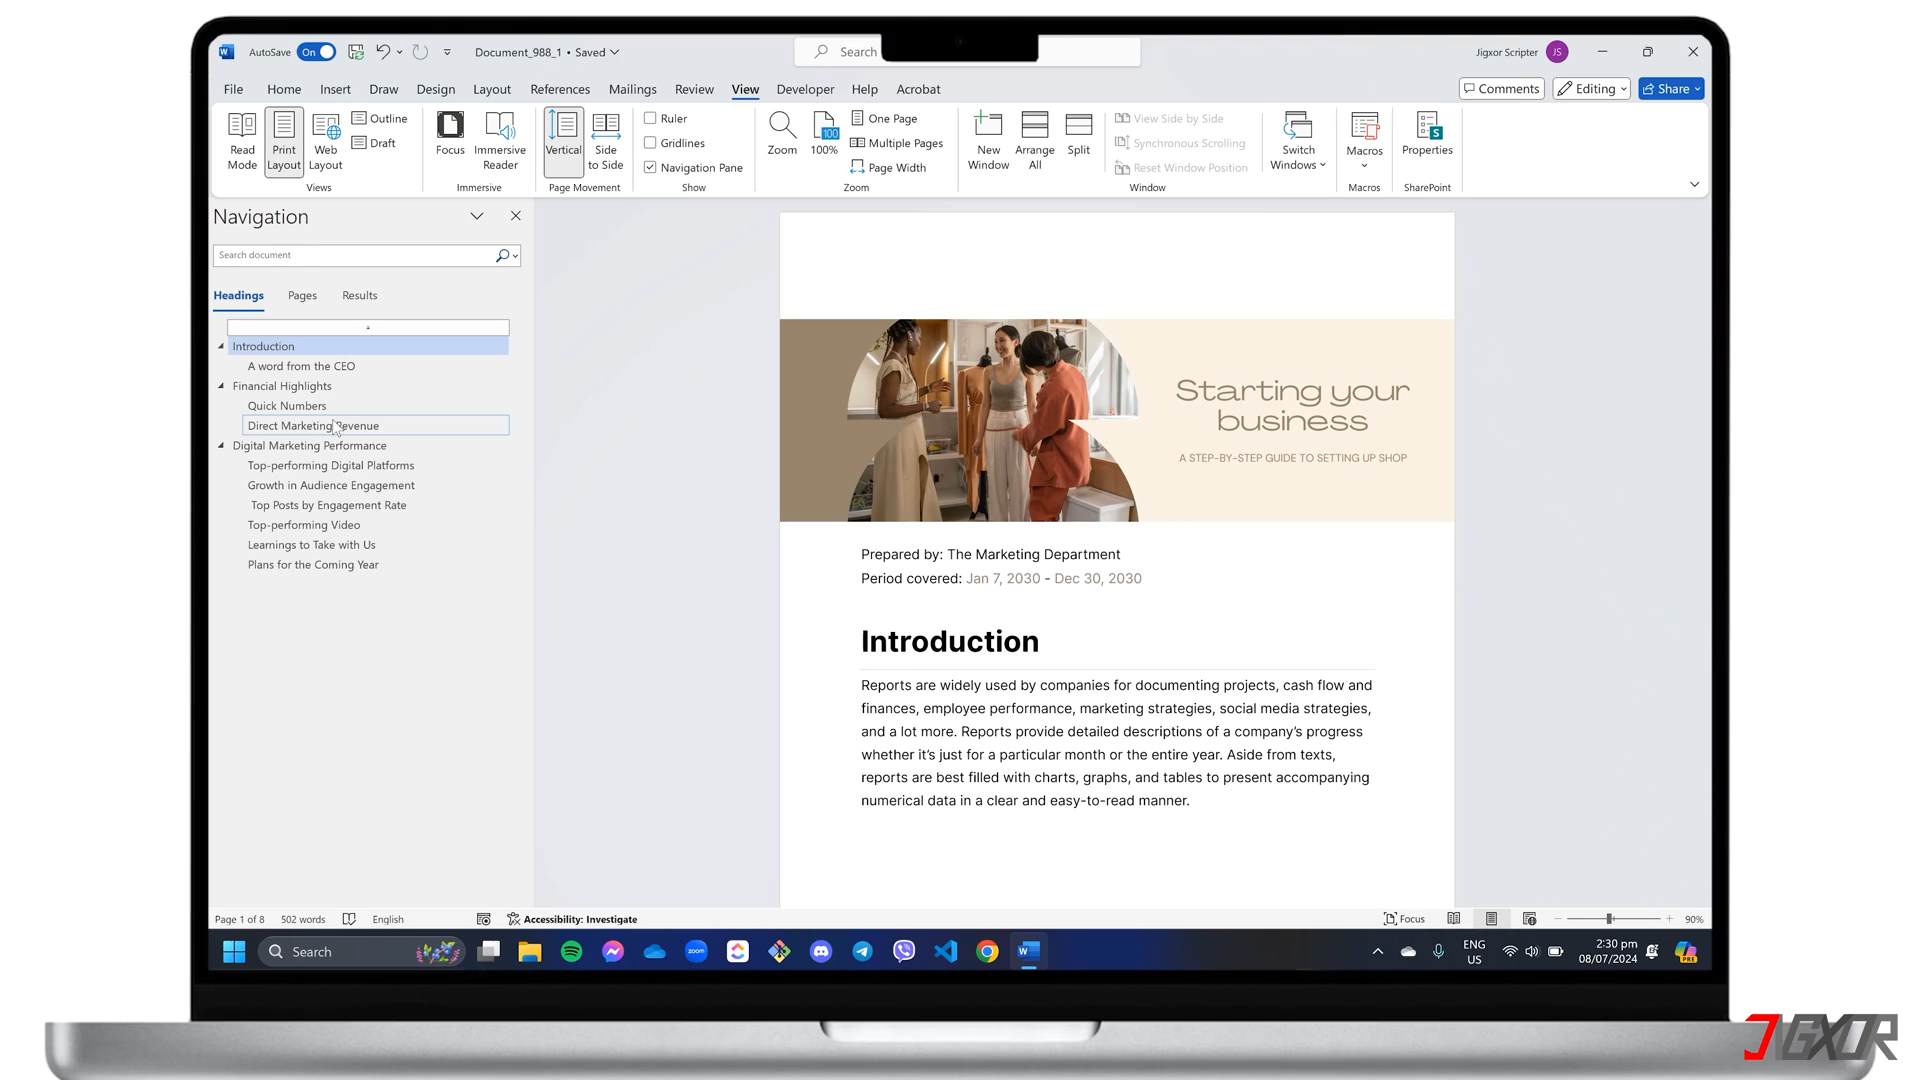 AutoSave On Document_988_1 • Saved Search Jigxor Scripter JS
File Home Insert Draw Design Layout References Mailings Review View Developer Help Acrobat Comments Editing Share
Read Mode
Print Layout
Web Layout
Outline
Draft
Views
Focus
Immersive Reader
Immersive
Vertical
Side to Side
Page Movement
Ruler
Gridlines
Navigation Pane
Show
Zoom
100
100%
One Page
Multiple Pages
Page Width
Zoom
New Window
Arrange All
Split
View Side by Side
Synchronous Scrolling
Reset Window Position
Window
Switch Windows
Macros
Macros
S
Properties
SharePoint
Navigation
Search document
Headings Pages Results
Introduction
A word from the CEO
Financial Highlights
Quick Numbers
Direct Marketing Revenue
Digital Marketing Performance
Top-performing Digital Platforms
Growth in Audience Engagement
Top Posts by Engagement Rate
Top-performing Video
Learnings to Take with Us
Plans for the Coming Year
Starting your
business
A STEP-BY-STEP GUIDE TO SETTING UP SHOP
Prepared by: The Marketing Department
Period covered: Jan 7, 2030 - Dec 30, 2030
Introduction
Reports are widely used by companies for documenting projects, cash flow and
finances, employee performance, marketing strategies, social media strategies,
and a lot more. Reports provide detailed descriptions of a company’s progress
whether it’s just for a particular month or the entire year. Aside from texts,
reports are best filled with charts, graphs, and tables to present accompanying
numerical data in a clear and easy-to-read manner.
Page 1 of 8 502 words English Accessibility: Investigate Focus 90%
Search zoom ENG
US
2:30 pm
08/07/2024
PRE
JIGXOR